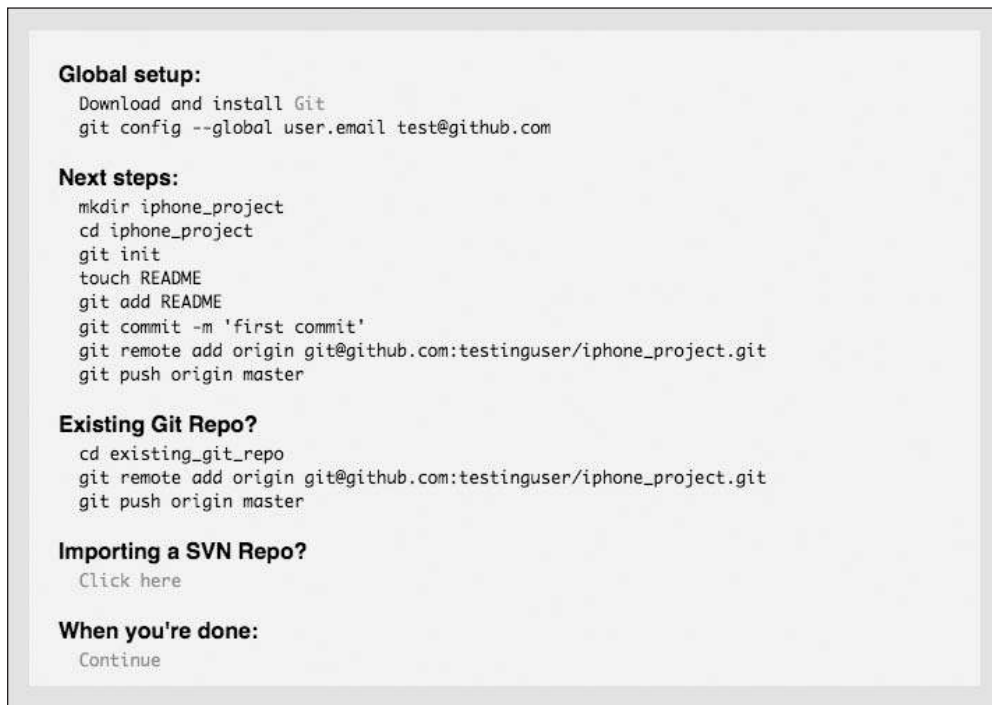 Global setup:
Download and install Git
git config --global user.email test@github.com
Next steps:
mkdir iphone_project
cd iphone_project
git init
touch README
git add README
git commit -m 'first commit'
git remote add origin git@github.com:testinguser/iphone_project.git
git push origin master
Existing Git Repo?
cd existing_git_repo
git remote add origin git@github.com:testinguser/iphone_project.git
git push origin master
Importing a SVN Repo?
Click here
When you're done:
Continue